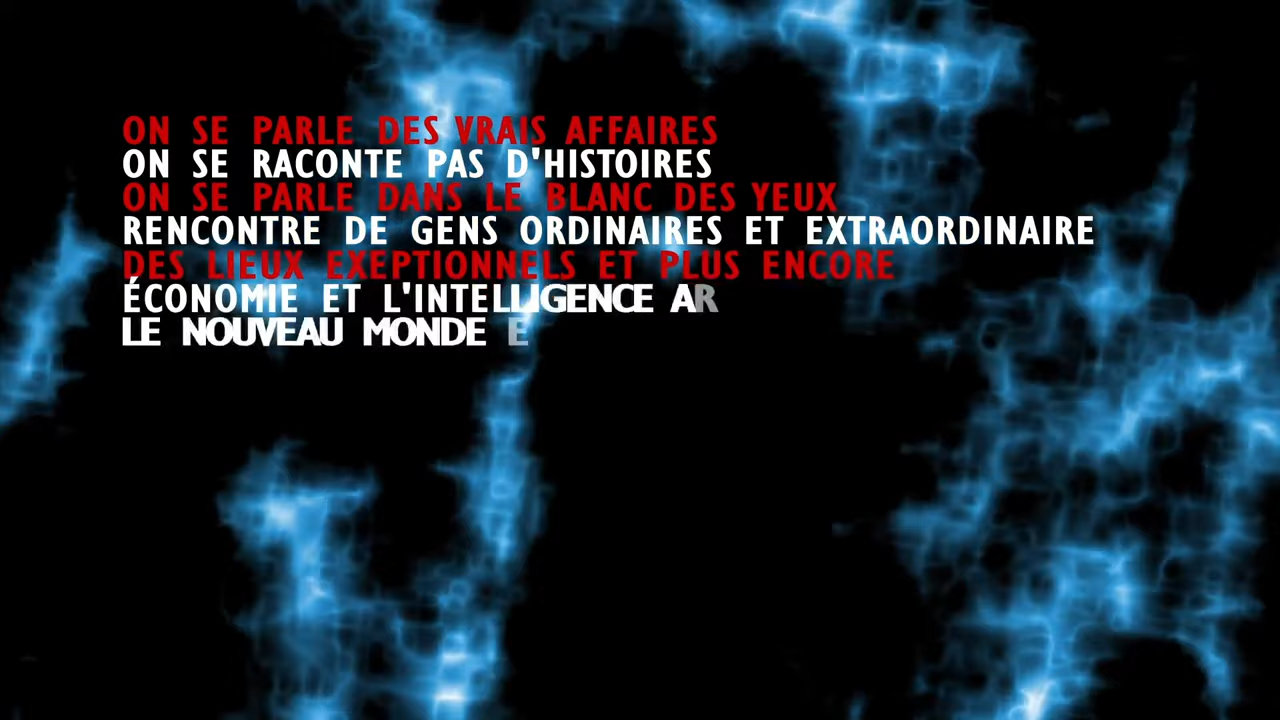 ON SE PARLE DES VRAIS AFFAIRES
ON SE RACONTE PAS D'HISTOIRES
ON SE PARLE DANS LE BLANC DES YEUX
RENCONTRE DE GENS ORDINAIRES ET EXTRAORDINAIRE
DES LIEUX EXEPTIONNELS ET PLUS ENCORE
ÉCONOMIE ET L'INTELLIGENCE AR
LE NOUVEAU MONDE E